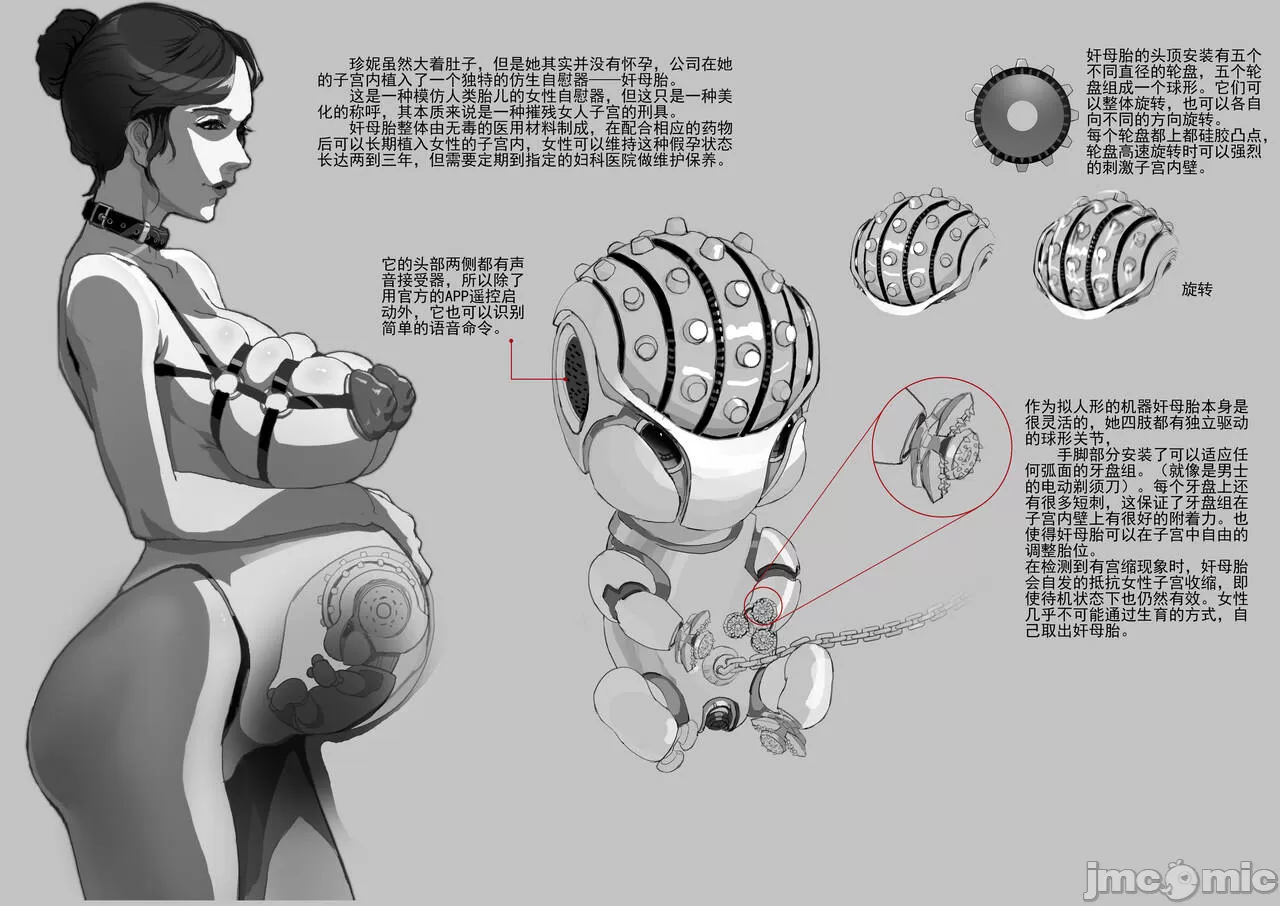 珍妮虽然大着肚子，但是她其实并没有怀孕，公司在她
的子宫内植入了一个独特的仿生自慰器——奸母胎。
这是一种模仿人类胎儿的女性自慰器，但这只是一种美
化的称呼，其本质来说是一种摧残女人子宫的刑具。
奸母胎整体由无毒的医用材料制成，在配合相应的药物
后可以长期植入女性的子宫内，女性可以维持这种假孕状态
长达两到三年，但需要定期到指定的妇科医院做维护保养。
奸母胎的头顶安装有五个
不同直径的轮盘，五个轮
盘组成一个球形。它们可
以整体旋转，也可以各自
向不同的方向旋转。
每个轮盘都上都硅胶凸点，
轮盘高速旋转时可以强烈
的刺激子宫内壁。
旋转
它的头部两侧都有声
音接受器，所以除了
用官方的APP遥控启
动外，它也可以识别
简单的语音命令。
作为拟人形的机器奸母胎本身是
很灵活的，她四肢都有独立驱动
的球形关节，
手脚部分安装了可以适应任
何弧面的牙盘组。（就像是男士
的电动剃须刀）。每个牙盘上还
有很多短刺，这保证了牙盘组在
子宫内壁上有很好的附着力。也
使得奸母胎可以在子宫中自由的
调整胎位。
在检测到有宫缩现象时，奸母胎
会自发的抵抗女性子宫收缩，即
使待机状态下也仍然有效。女性
几乎不可能通过生育的方式，自
己取出奸母胎。
jmcomic